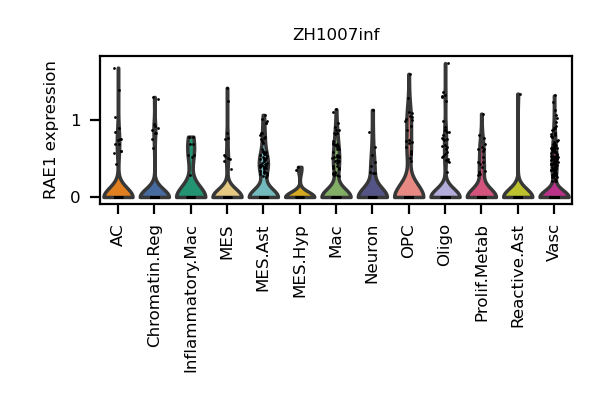 ZH1007inf
RAE1 expression
1
0
AC
Chromatin.Reg
Inflammatory.Mac
MES
MES.Ast
MES.Hyp
Mac
Neuron
OPC
Oligo
Prolif.Metab
Reactive.Ast
Vasc